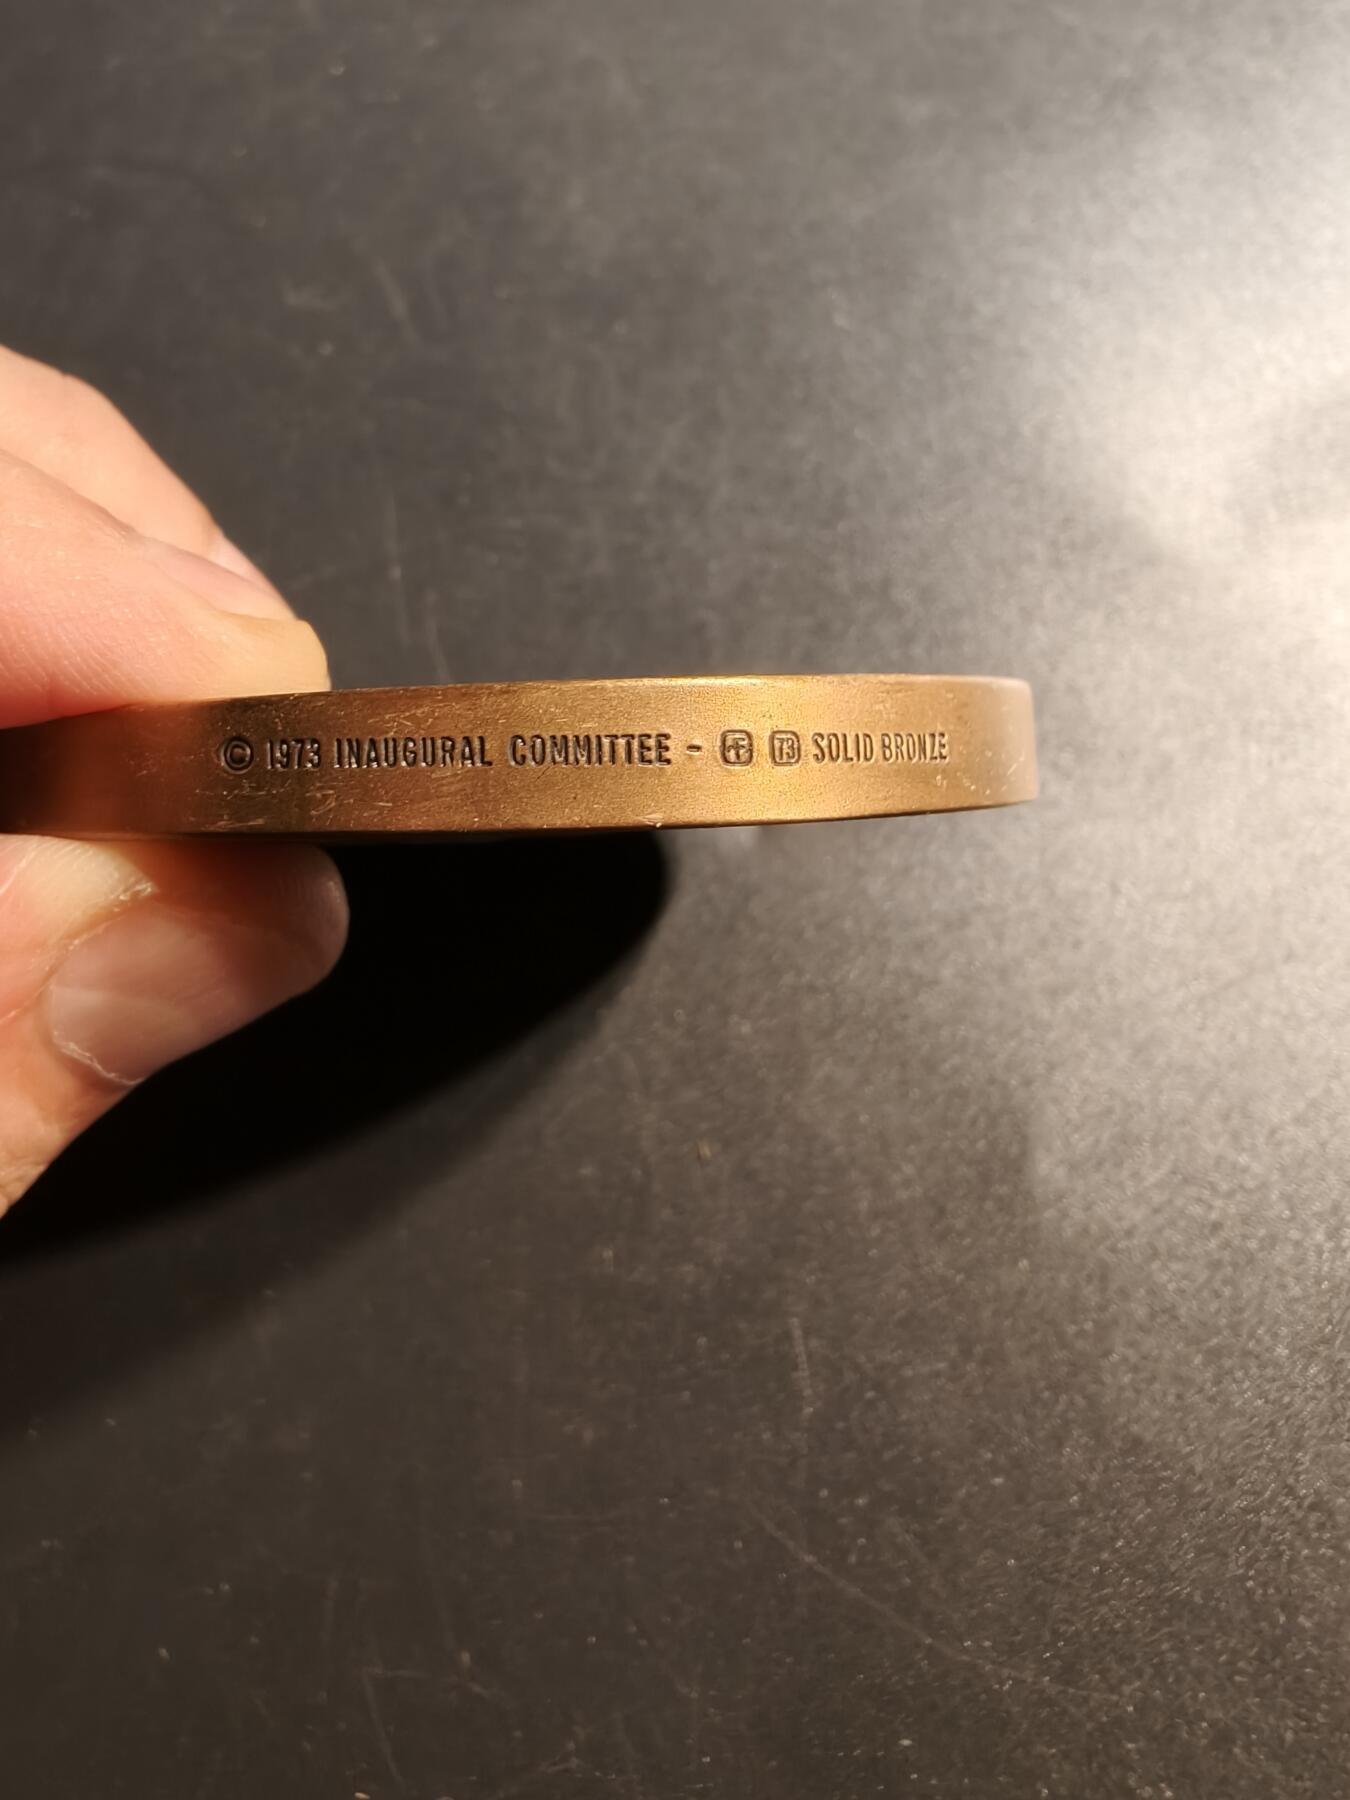 © 1973 INAUGURAL COMMITTEE - F 73 SOLID BRONZE